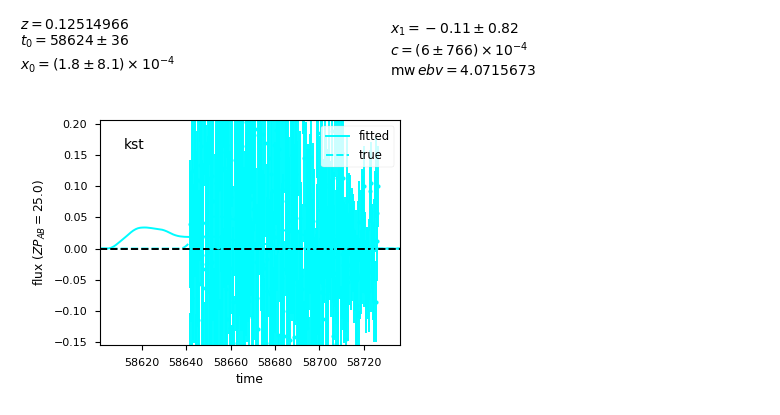 z = 0.12514966
t₀ = 58624 ± 36
x₀ = (1.8 ± 8.1) × 10⁻⁴
x₁ = −0.11 ± 0.82
c = (6 ± 766) × 10⁻⁴
mw ebv = 4.0715673
kst
fitted
true
0.20
0.15
0.10
0.05
0.00
−0.05
−0.10
−0.15
flux (ZP_AB = 25.0)
58620 58640 58660 58680 58700 58720
time